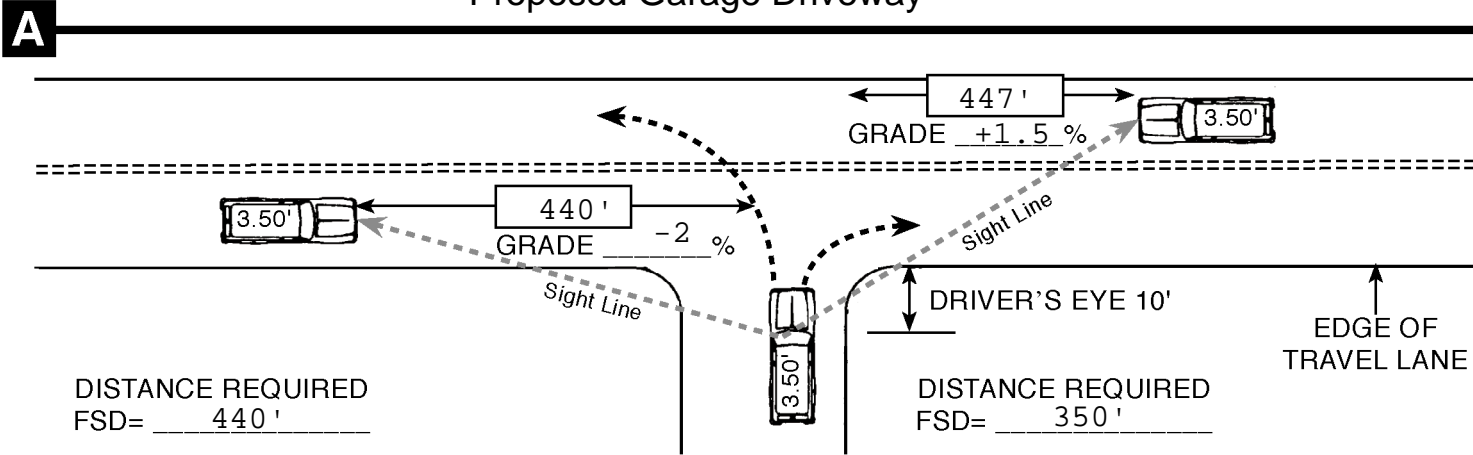 Proposed Garage Driveway
A
447'
GRADE +1.5%
3.50'
3.50'
440'
GRADE -2 %
Sight Line
Sight Line
DRIVER'S EYE 10'
3.50'
EDGE OF
TRAVEL LANE
DISTANCE REQUIRED
FSD= 440'
DISTANCE REQUIRED
FSD= 350'